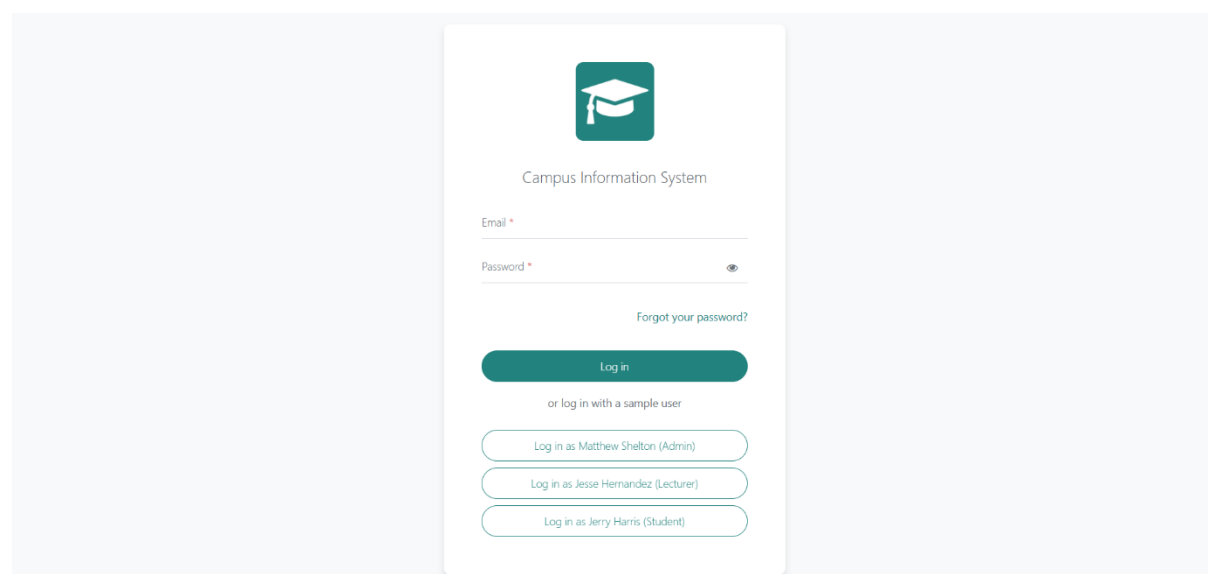 Campus Information System
Email *
Password *
Forgot your password?
Log in
or log in with a sample user
Log in as Matthew Shelton (Admin)
Log in as Jesse Hernandez (Lecturer)
Log in as Jerry Harris (Student)